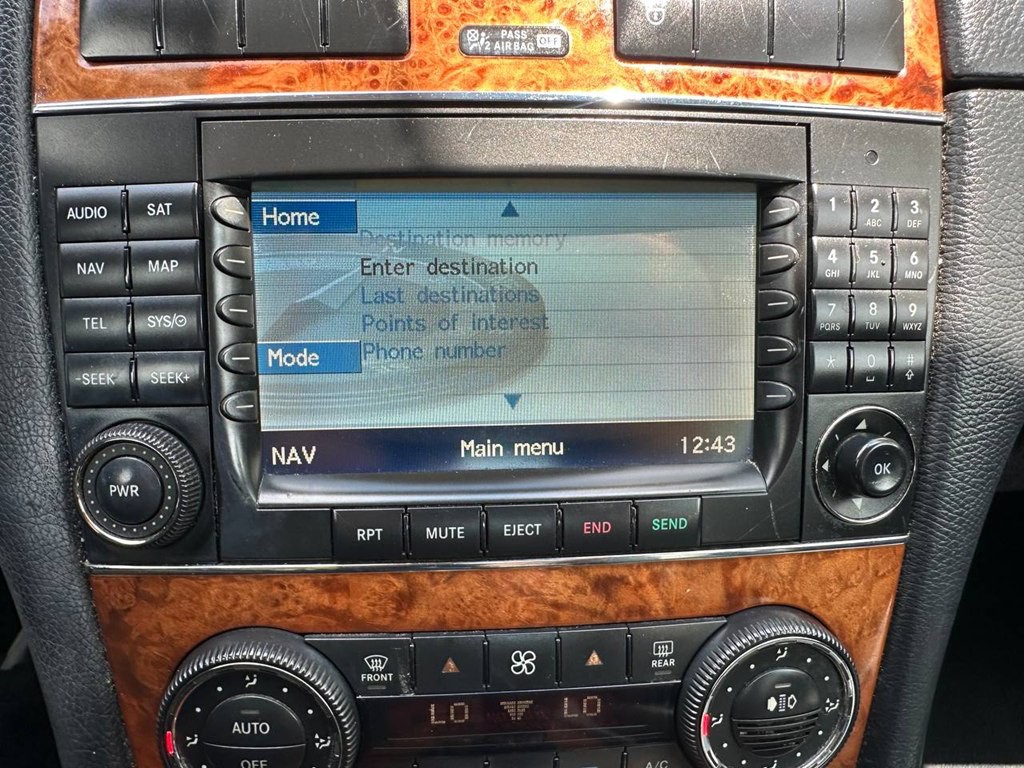 PASS
2 AIR BAG OFF
AUDIO SAT
NAV MAP
TEL SYS/
-SEEK SEEK+
PWR
Home
Destination memory
Enter destination
Last destinations
Points of interest
Mode Phone number
NAV Main menu 12:43
1 2 ABC 3 DEF
4 GHI 5 JKL 6 MNO
7 PQRS 8 TUV 9 WXYZ
* 0 #
OK
RPT MUTE EJECT END SEND
FRONT REAR
LO LO
AUTO
OFF
A/C